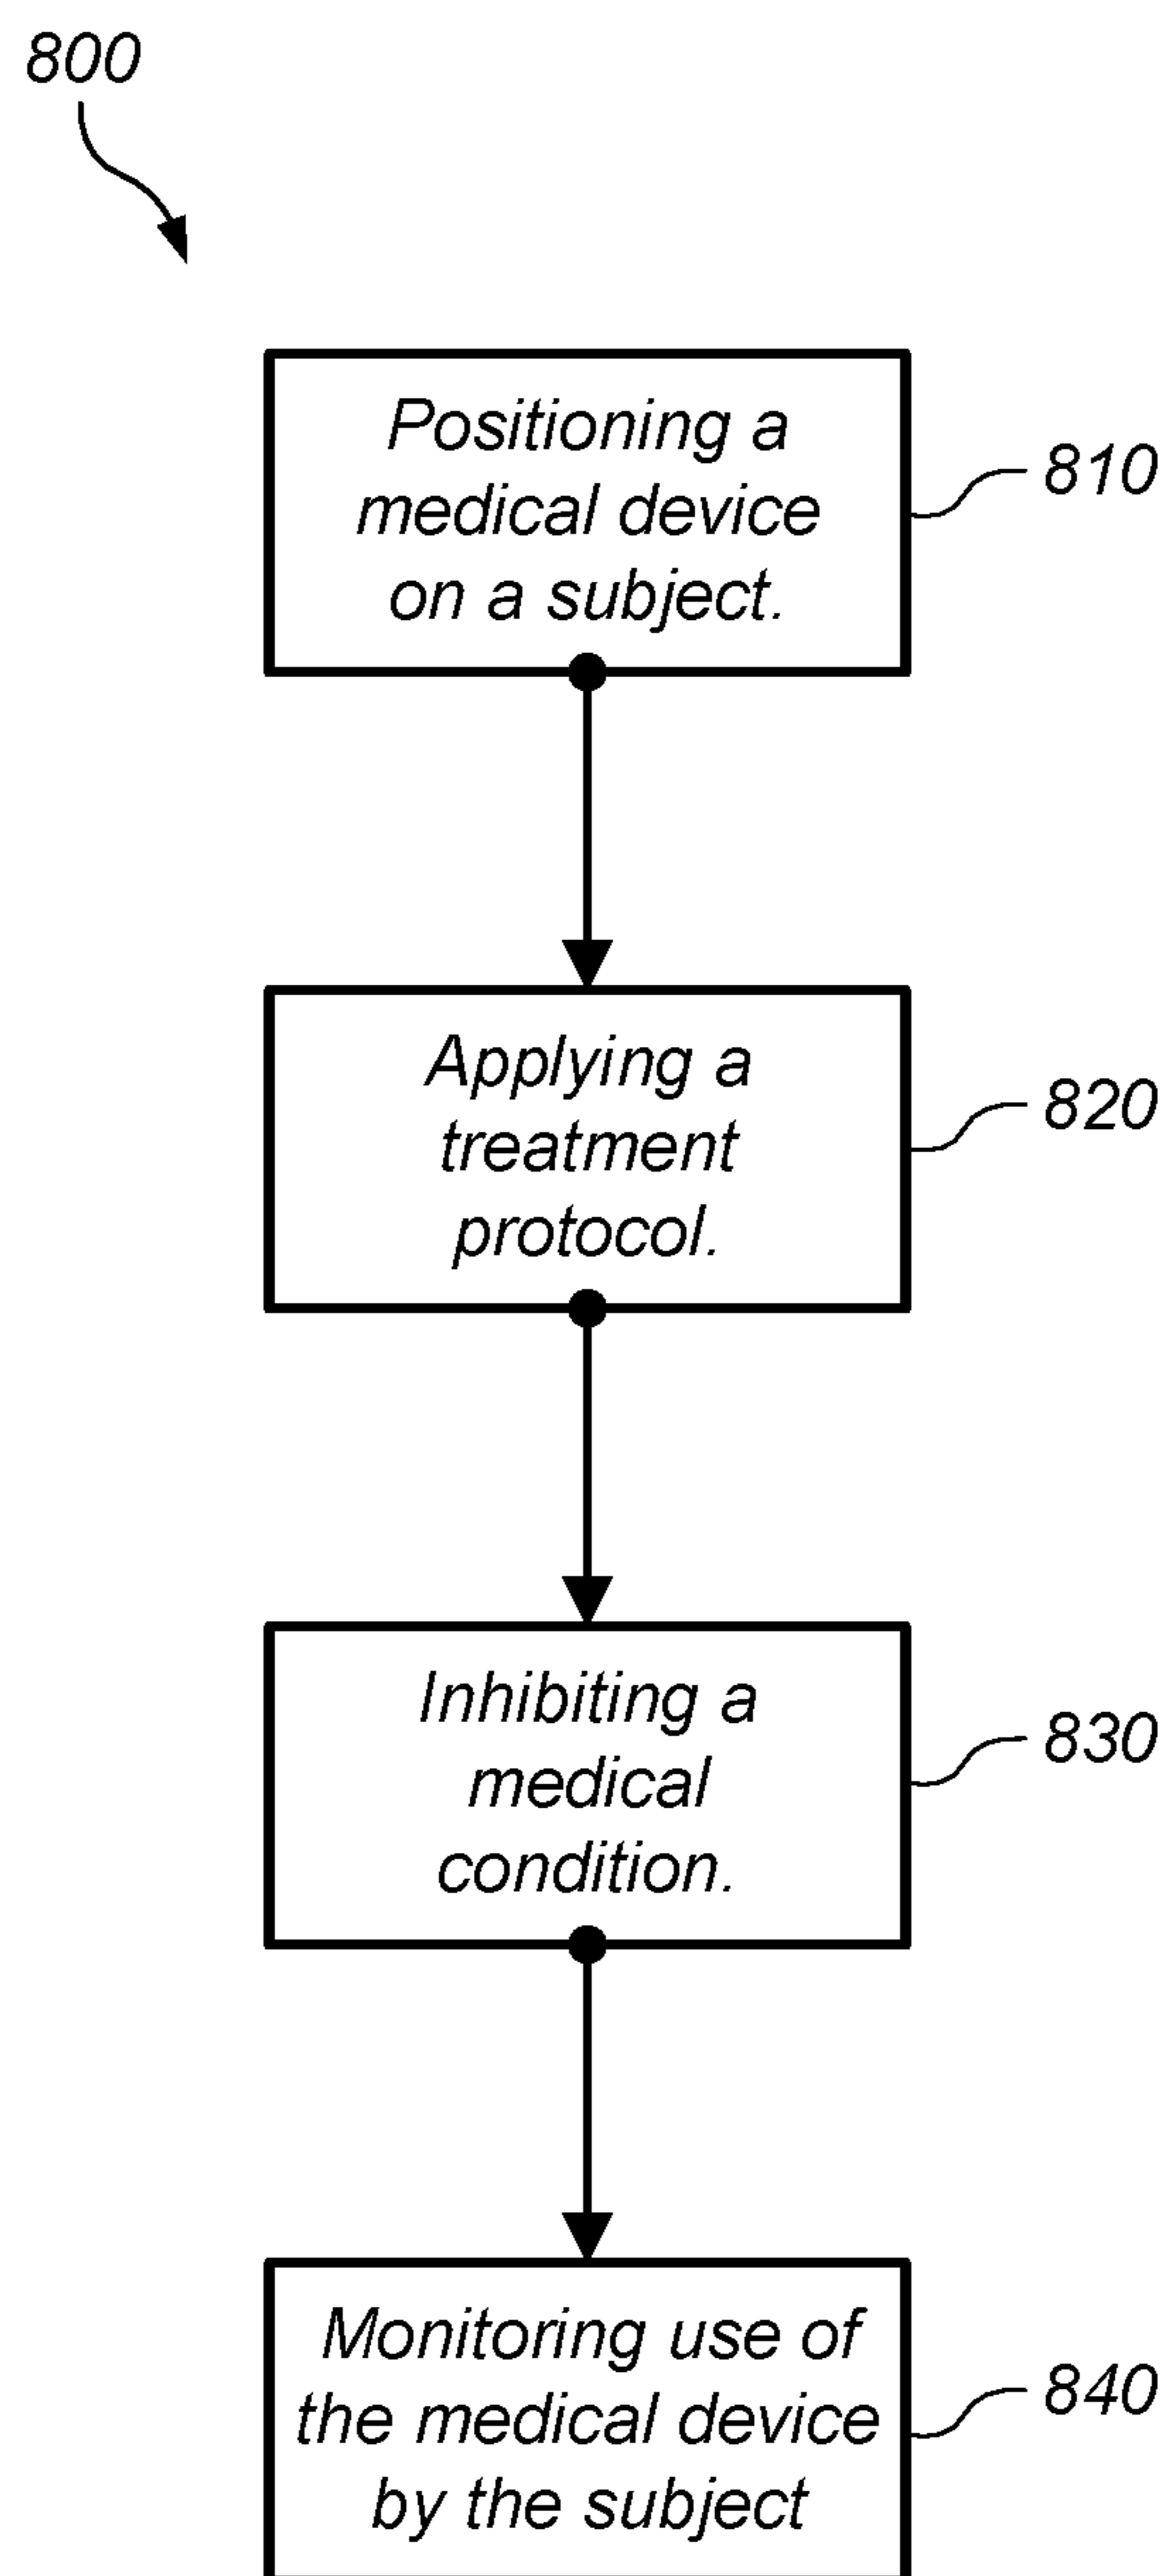 800
Positioning a
medical device
on a subject.
810
Applying a
treatment
protocol.
820
Inhibiting a
medical
condition.
830
Monitoring use of
the medical device
by the subject
840